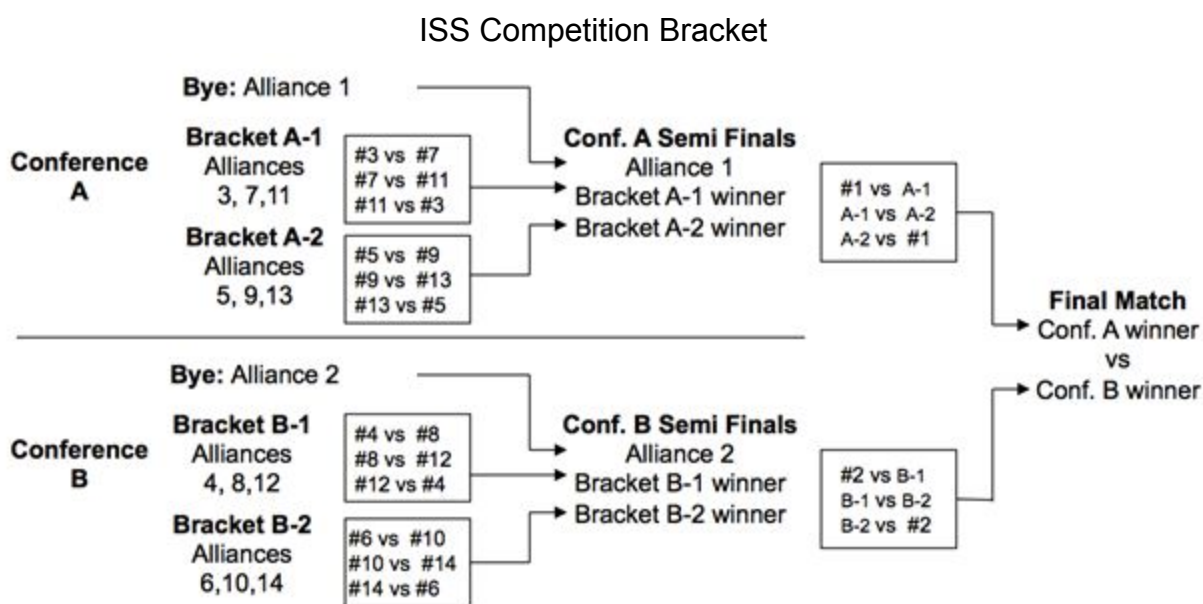 ISS Competition Bracket
Bye: Alliance 1
Conference
A
Bracket A-1
Alliances
3, 7,11
#3 vs #7
#7 vs #11
#11 vs #3
Bracket A-2
Alliances
5, 9,13
#5 vs #9
#9 vs #13
#13 vs #5
Conf. A Semi Finals
Alliance 1
Bracket A-1 winner
Bracket A-2 winner
#1 vs A-1
A-1 vs A-2
A-2 vs #1
Bye: Alliance 2
Conference
B
Bracket B-1
Alliances
4, 8,12
#4 vs #8
#8 vs #12
#12 vs #4
Bracket B-2
Alliances
6,10,14
#6 vs #10
#10 vs #14
#14 vs #6
Conf. B Semi Finals
Alliance 2
Bracket B-1 winner
Bracket B-2 winner
#2 vs B-1
B-1 vs B-2
B-2 vs #2
Final Match
Conf. A winner
vs
Conf. B winner